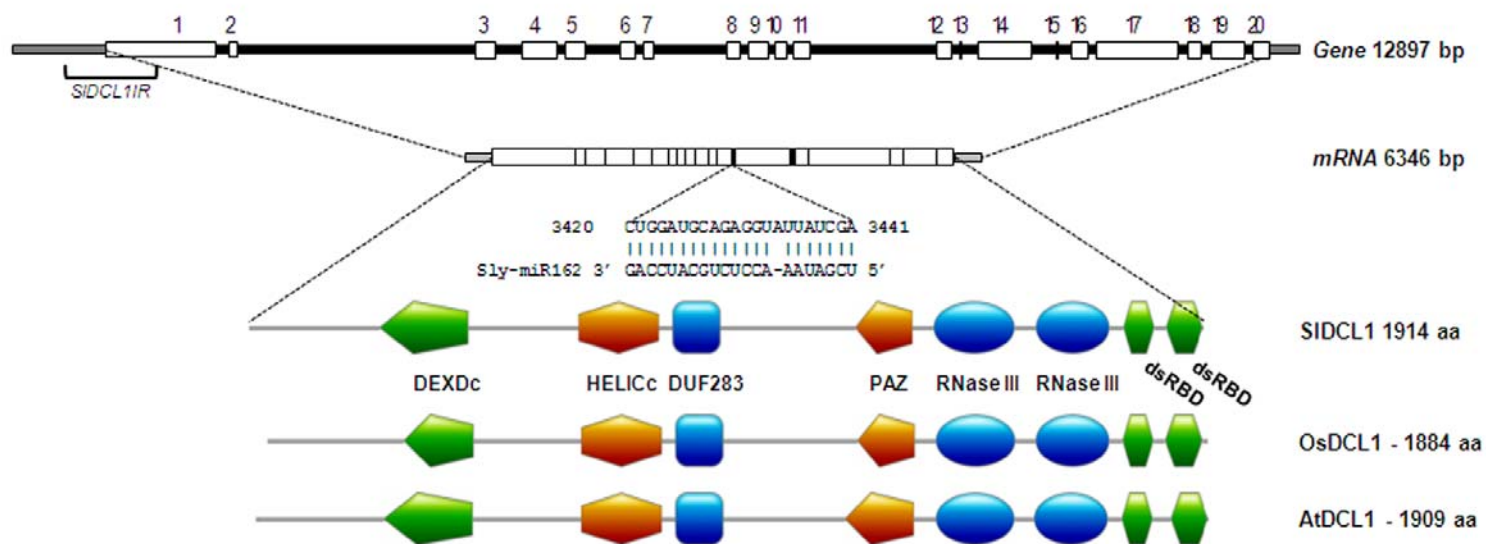 1 2 3 4 5 6 7 8 9 10 11 12 13 14 15 16 17 18 19 20
Gene 12897 bp
SlDCL1IR
mRNA 6346 bp
3420 CUGGAUGCAGAGGUAUUAUCGA 3441
Sly-miR162 3’ GACCUACGUCUCCA-AAUAGCU 5’
SlDCL1 1914 aa
DEXDc HELICc DUF283 PAZ RNase III RNase III dsRBD dsRBD
OsDCL1 - 1884 aa
AtDCL1 - 1909 aa